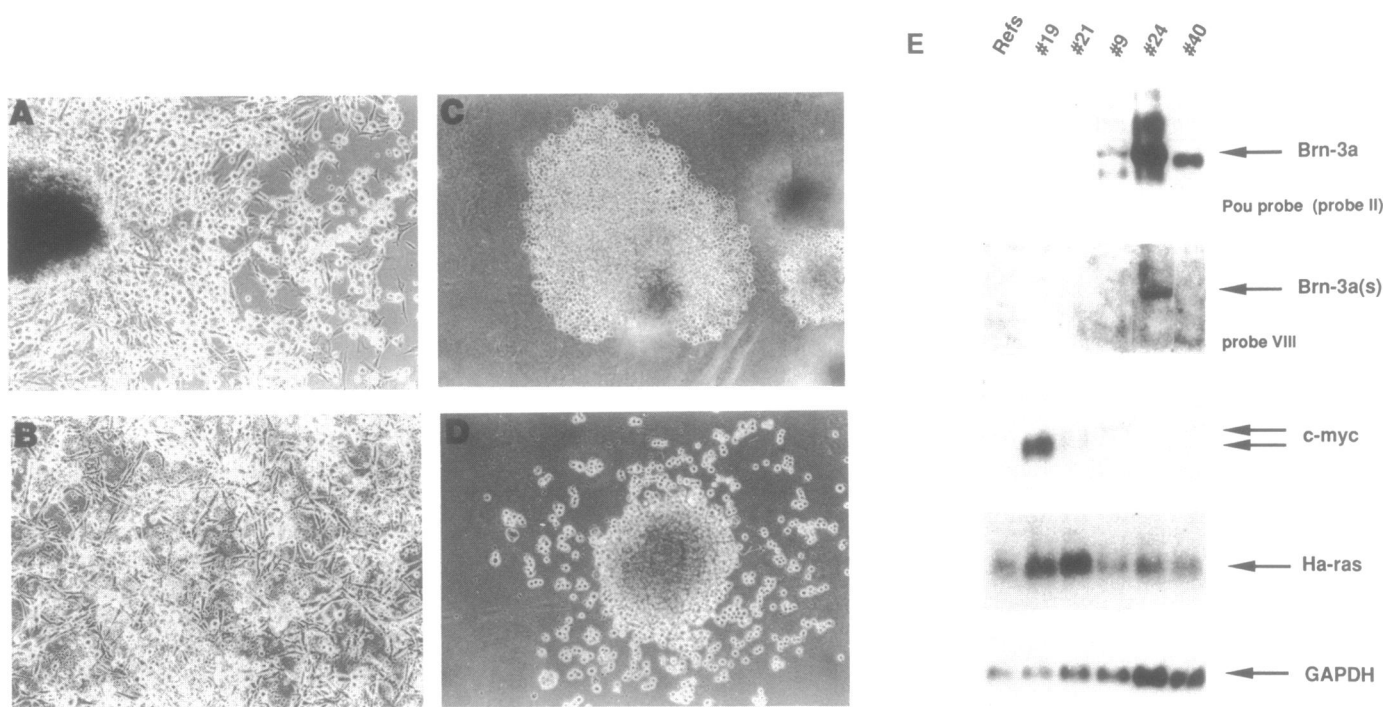 A
B
C
D
E
Refs #19 #21 #9 #24 #40
Brn-3a
Pou probe (probe II)
Brn-3a(s)
probe VIII
c-myc
Ha-ras
GAPDH